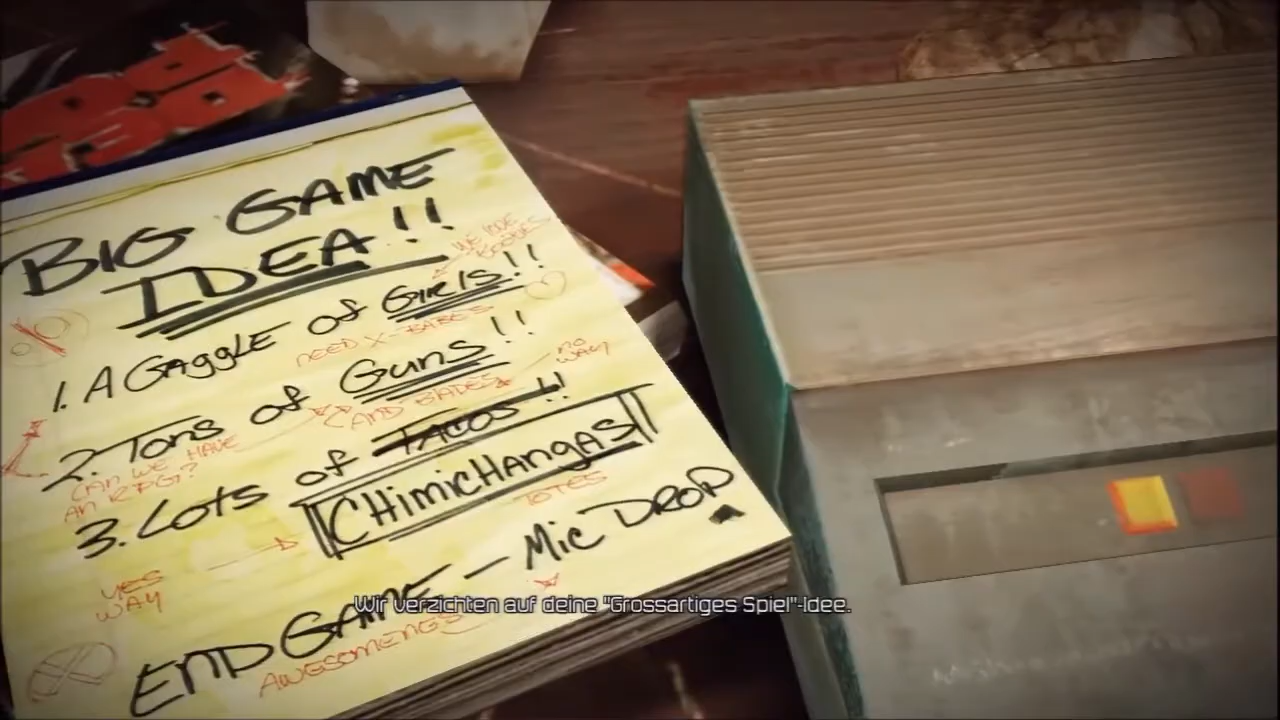 BIG GAME
IDEA!!
WE LOVE
BOOBIES
1. A GAGGLE of GIRLS!!
NEED X-BABES
2. Tons of Guns!!
NO
WAY
(AND BLADES)
CAN WE HAVE
AN RPG?
3. LOTS of TACOS!!
CHIMICHANGAS
TOTES
YES
WAY
END GAME - MIC DROP
AWESOMENESS
Wir verzichten auf deine "Grossartiges Spiel"-Idee.